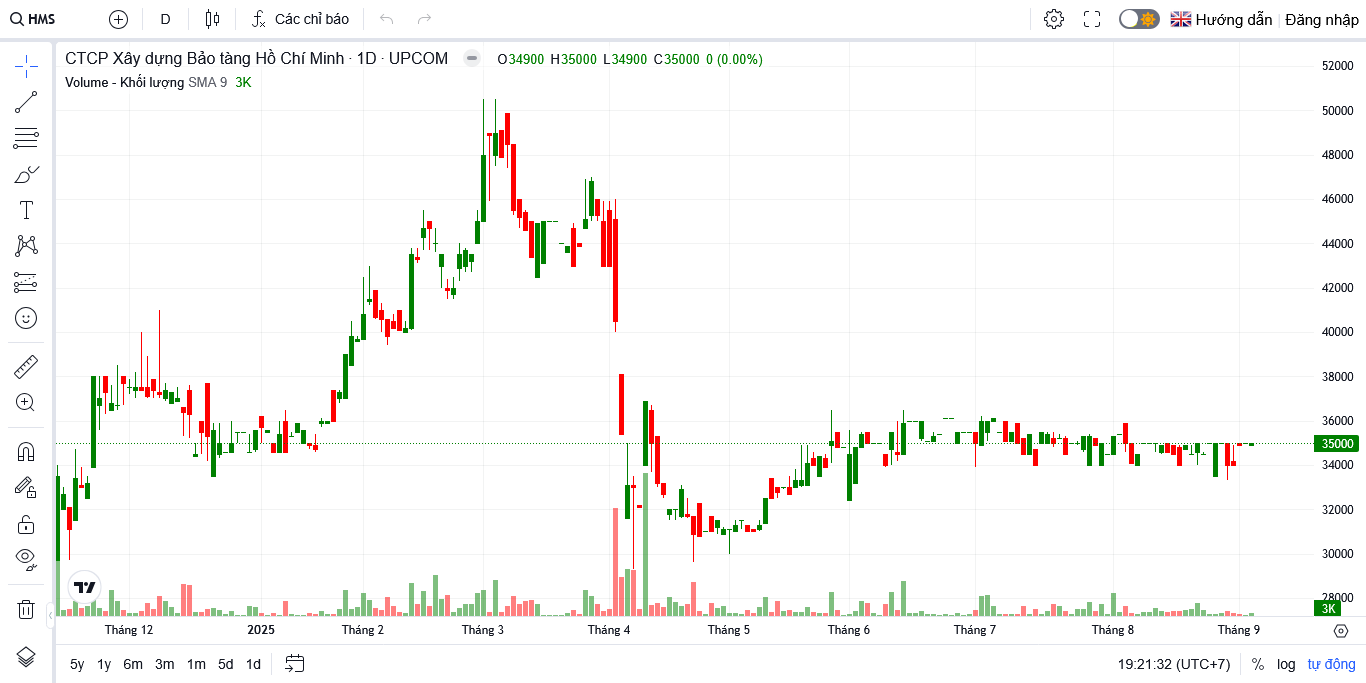 HMS D Các chỉ báo Hướng dẫn Đăng nhập
CTCP Xây dựng Bảo tàng Hồ Chí Minh · 1D · UPCOM O34900 H35000 L34900 C35000 0 (0.00%)
Volume - Khối lượng SMA 9 3K
52000
50000
48000
46000
44000
42000
40000
38000
36000
35000
34000
32000
30000
28000
3K
Tháng 12 2025 Tháng 2 Tháng 3 Tháng 4 Tháng 5 Tháng 6 Tháng 7 Tháng 8 Tháng 9
5y 1y 6m 3m 1m 5d 1d 19:21:32 (UTC+7) % log tự động